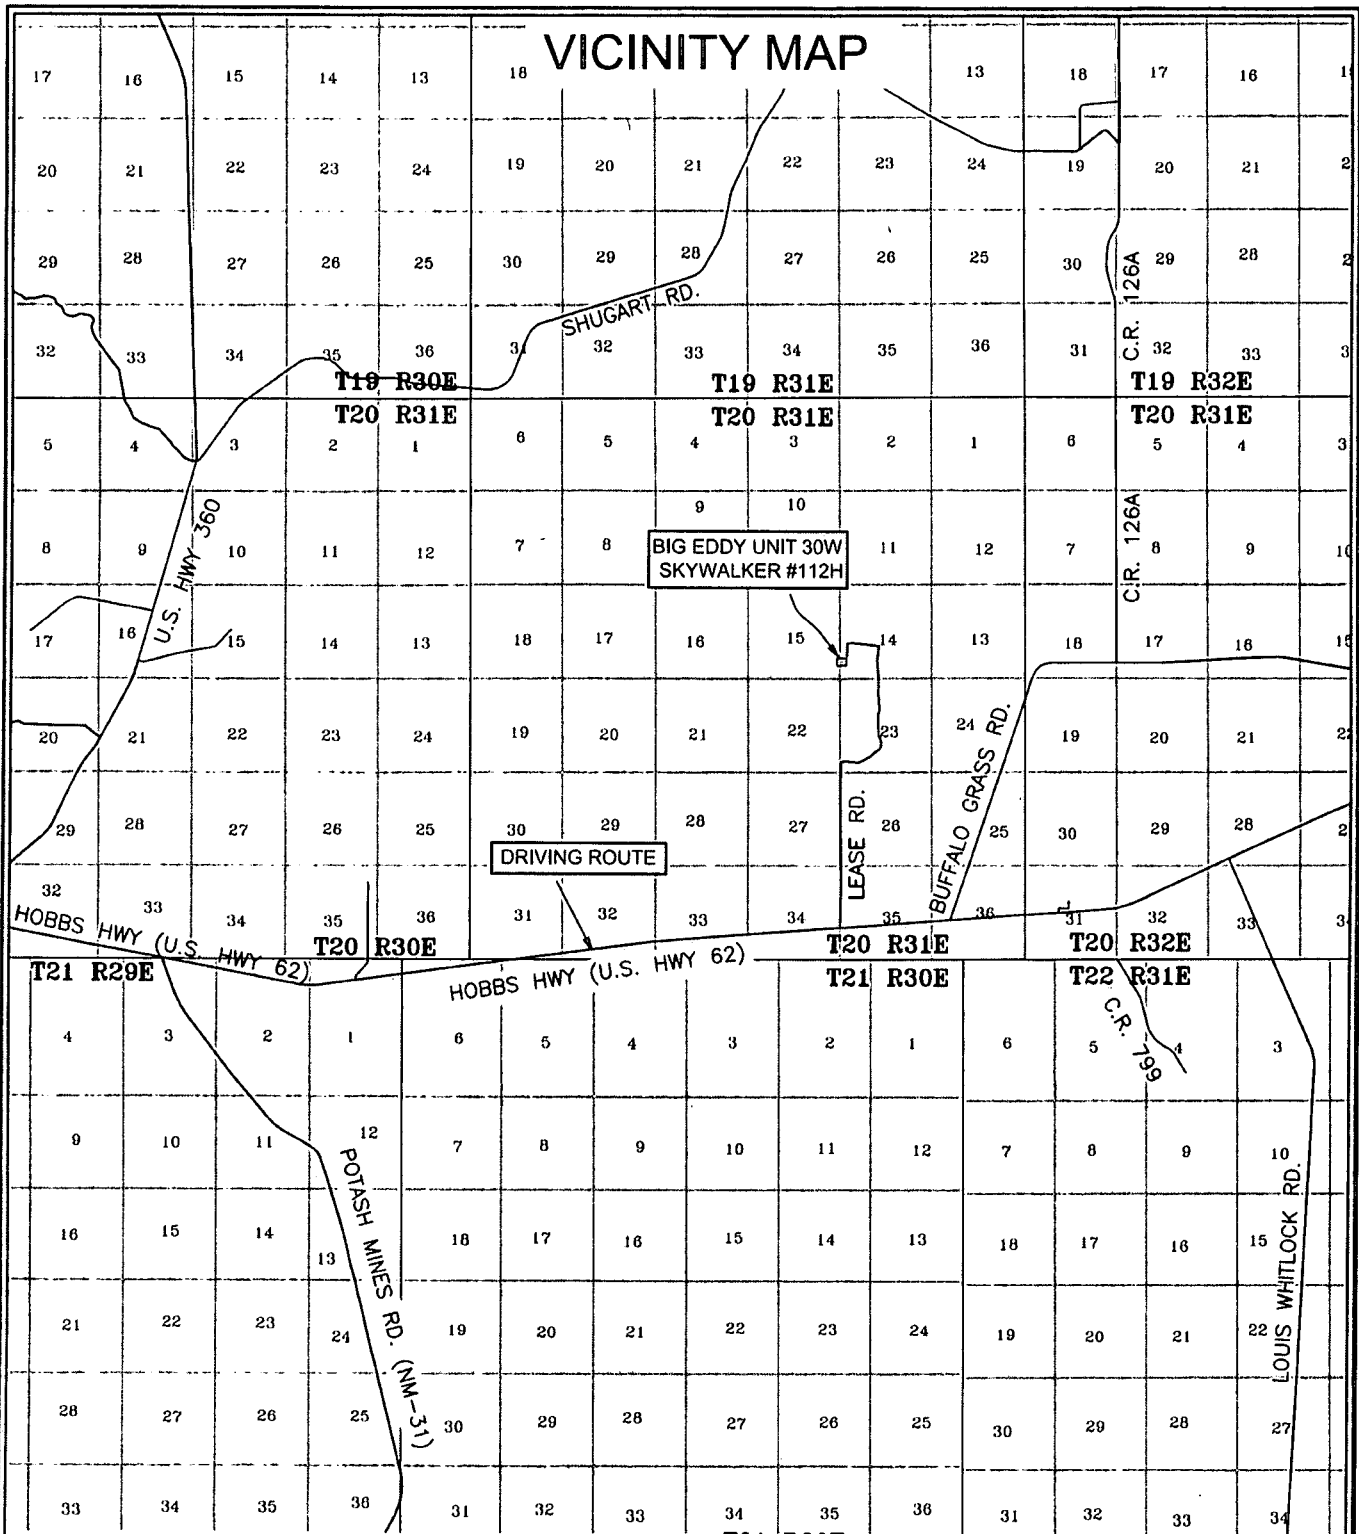 VICINITY MAP
17 16 15 14 13 18 13 18 17 16
20 21 22 23 24 19 20 21 22 23 24 19 20 21
29 28 27 26 25 30 29 28 27 26 25 30 29 28
SHUGART RD.
C.R. 126A
32 33 34 35 36 31 32 33 34 35 36 31 32 33
T19 R30E T19 R31E T19 R32E
T20 R31E T20 R31E T20 R31E
5 4 3 2 1 6 5 4 3 2 1 6 5 4 3
U.S. HWY 360
9 10
C.R. 126A
8 9 10 11 12 7 8 11 12 7 8 9 10
BIG EDDY UNIT 30W
SKYWALKER #112H
17 16 15 14 13 18 17 16 15 14 13 18 17 16 15
20 21 22 23 24 19 20 21 22 23 24 19 20 21 22
BUFFALO GRASS RD.
LEASE RD.
29 28 27 26 25 30 29 28 27 26 25 30 29 28
DRIVING ROUTE
32 33 34 35 36 31 32 33 34 35 36 31 32 33
HOBBS HWY (U.S. HWY 62)
T20 R30E T20 R31E T20 R32E
T21 R29E T21 R30E T22 R31E
HOBBS HWY (U.S. HWY 62)
C.R. 799
4 3 2 1 6 5 4 3 2 1 6 5 4 3
9 10 11 12 7 8 9 10 11 12 7 8 9 10
POTASH MINES RD. (NM-31)
LOUIS WHITLOCK RD.
16 15 14 13 18 17 16 15 14 13 18 17 16 15
21 22 23 24 19 20 21 22 23 24 19 20 21 22
28 27 26 25 30 29 28 27 26 25 30 29 28 27
33 34 35 36 31 32 33 34 35 36 31 32 33 34